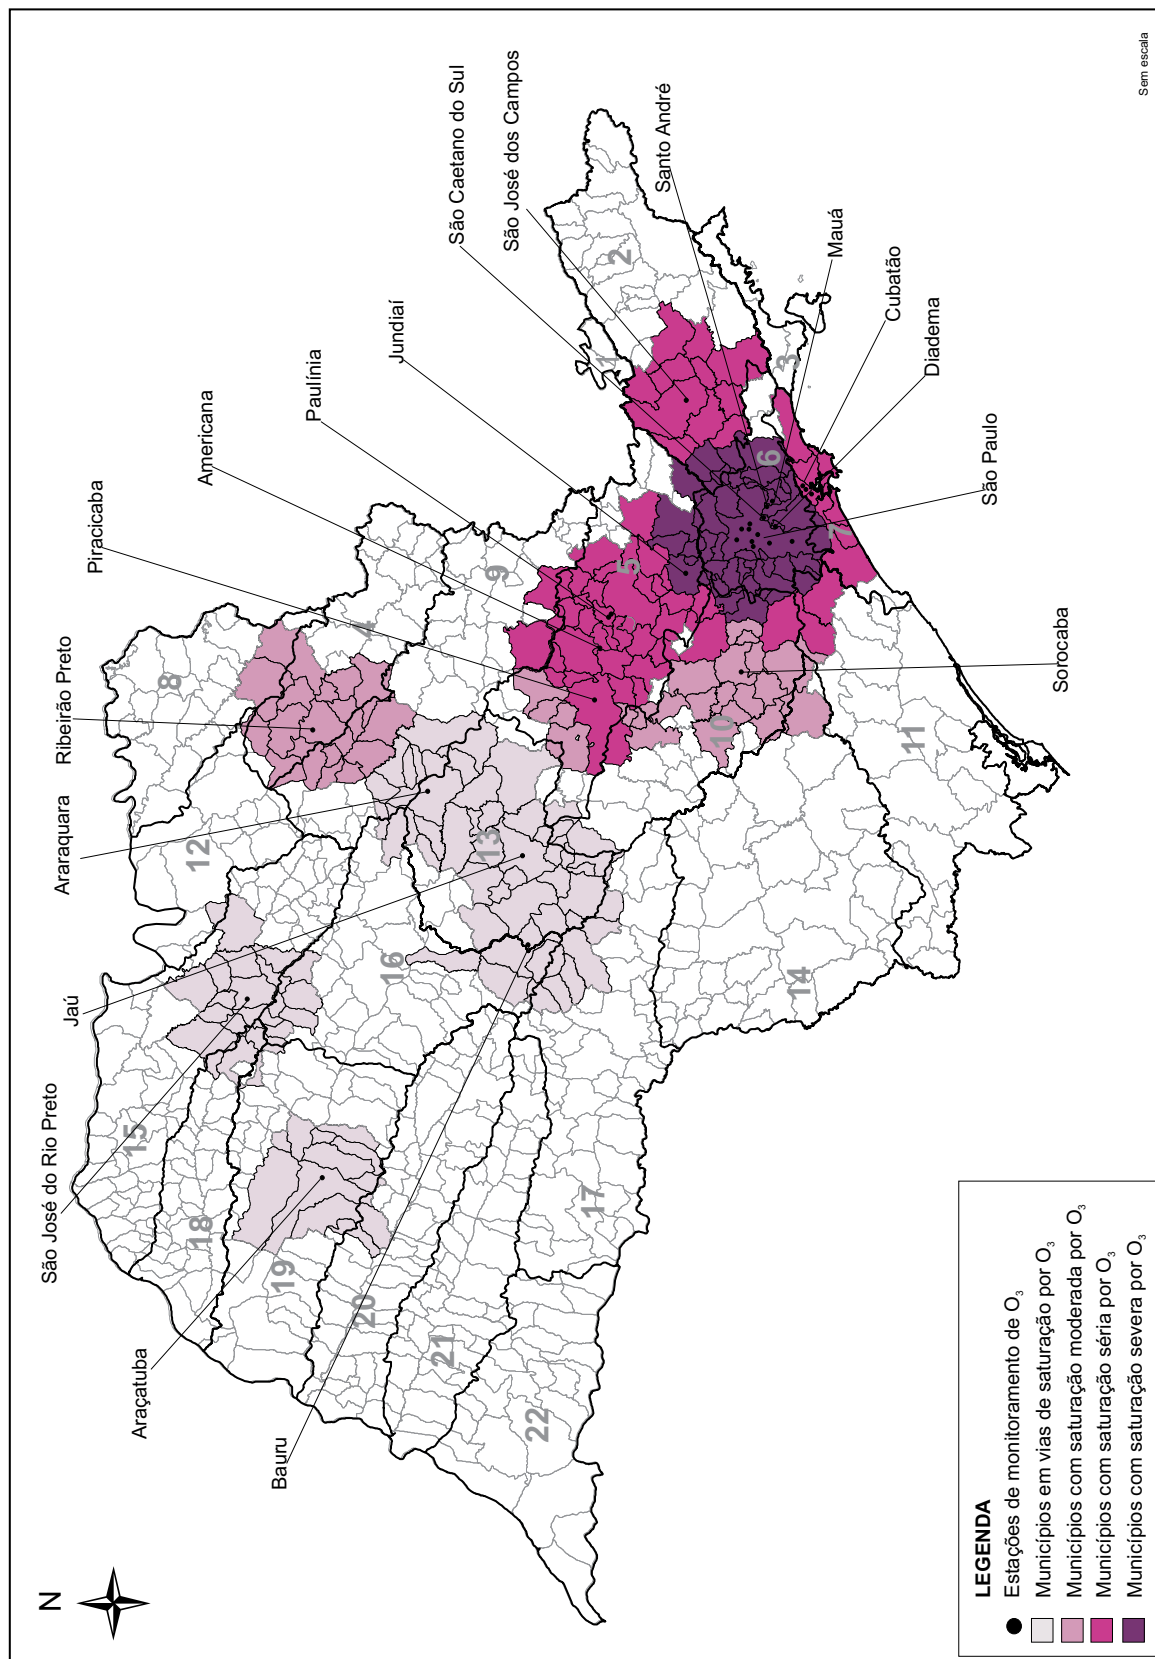 N
São José do Rio Preto
Jaú
Araraquara
Ribeirão Preto
Piracicaba
Americana
Paulínia
Jundiaí
São Caetano do Sul
São José dos Campos
Santo André
Mauá
Cubatão
Diadema
São Paulo
Sorocaba
Araçatuba
Bauru
1
2
3
4
5
6
7
8
9
10
11
12
13
14
15
16
17
18
19
20
21
22
LEGENDA
Estações de monitoramento de O₃
Municípios em vias de saturação por O₃
Municípios com saturação moderada por O₃
Municípios com saturação séria por O₃
Municípios com saturação severa por O₃
Sem escala